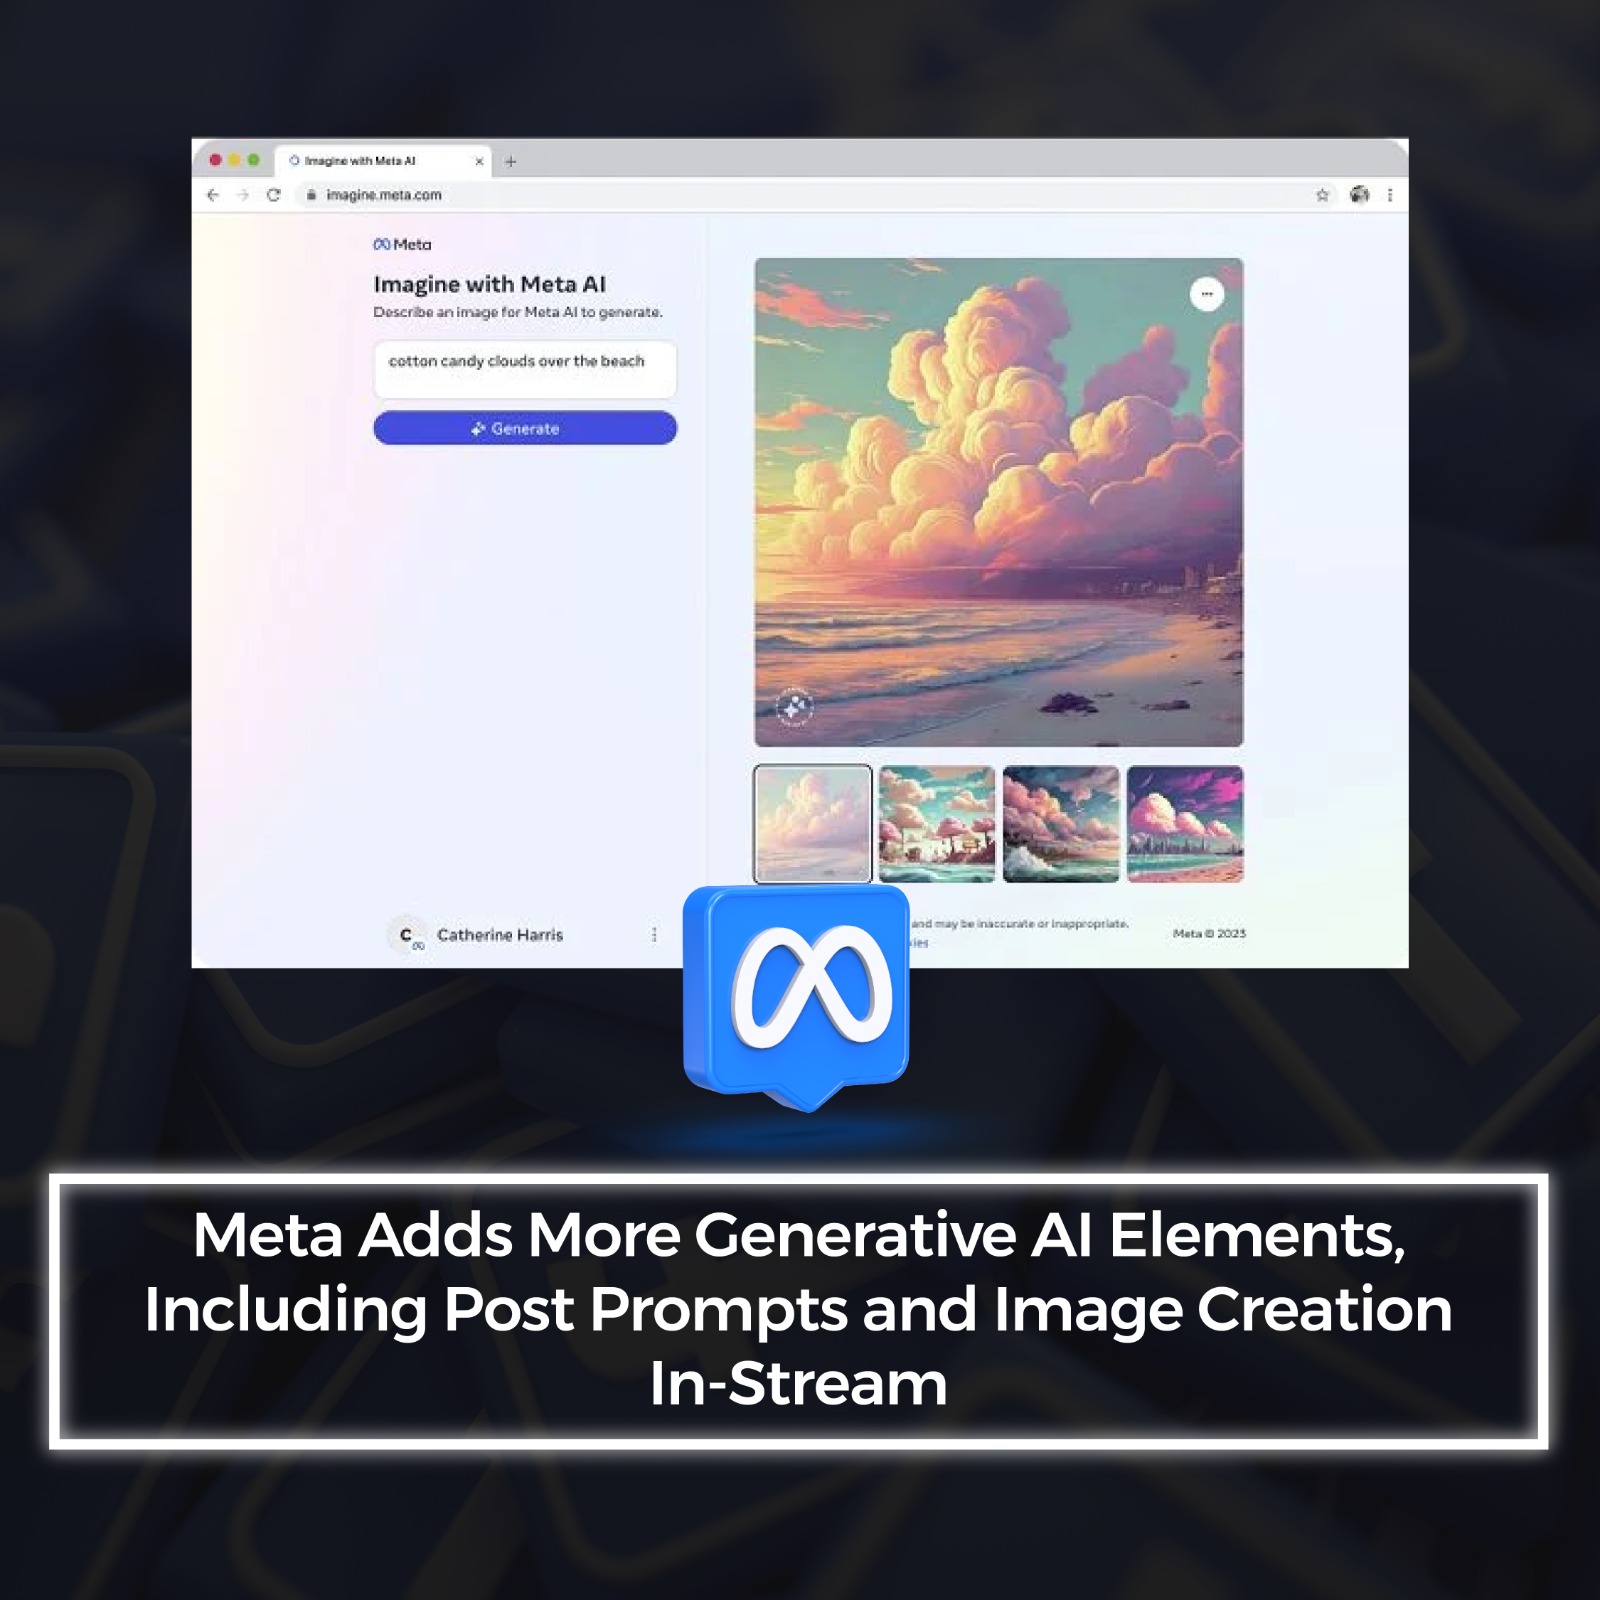 Imagine with Meta AI
imagine.meta.com
Meta
Imagine with Meta AI
Describe an image for Meta AI to generate.
cotton candy clouds over the beach
Generate
C
Catherine Harris
and may be inaccurate or inappropriate.
Meta © 2023
Meta Adds More Generative AI Elements,
Including Post Prompts and Image Creation
In-Stream